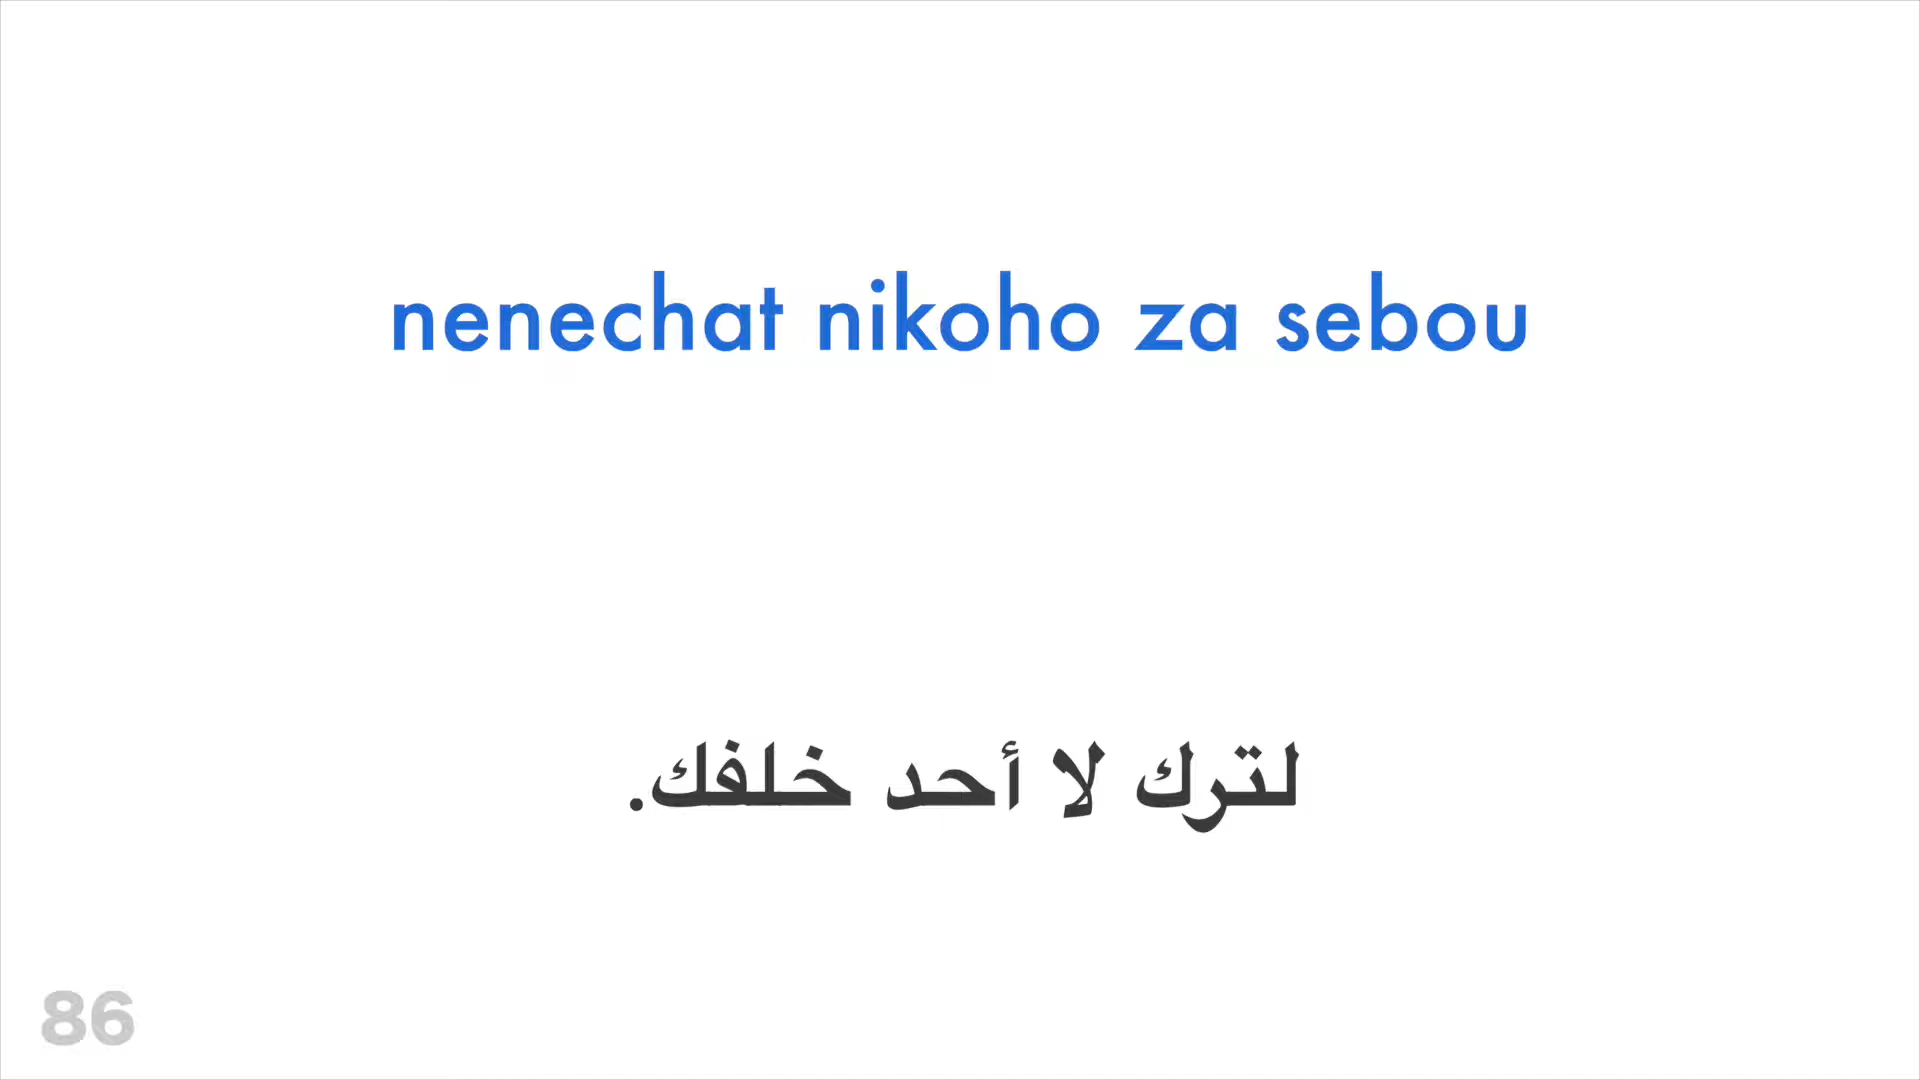 nenechat nikoho za sebou
لترك لا أحد خلفك.
86